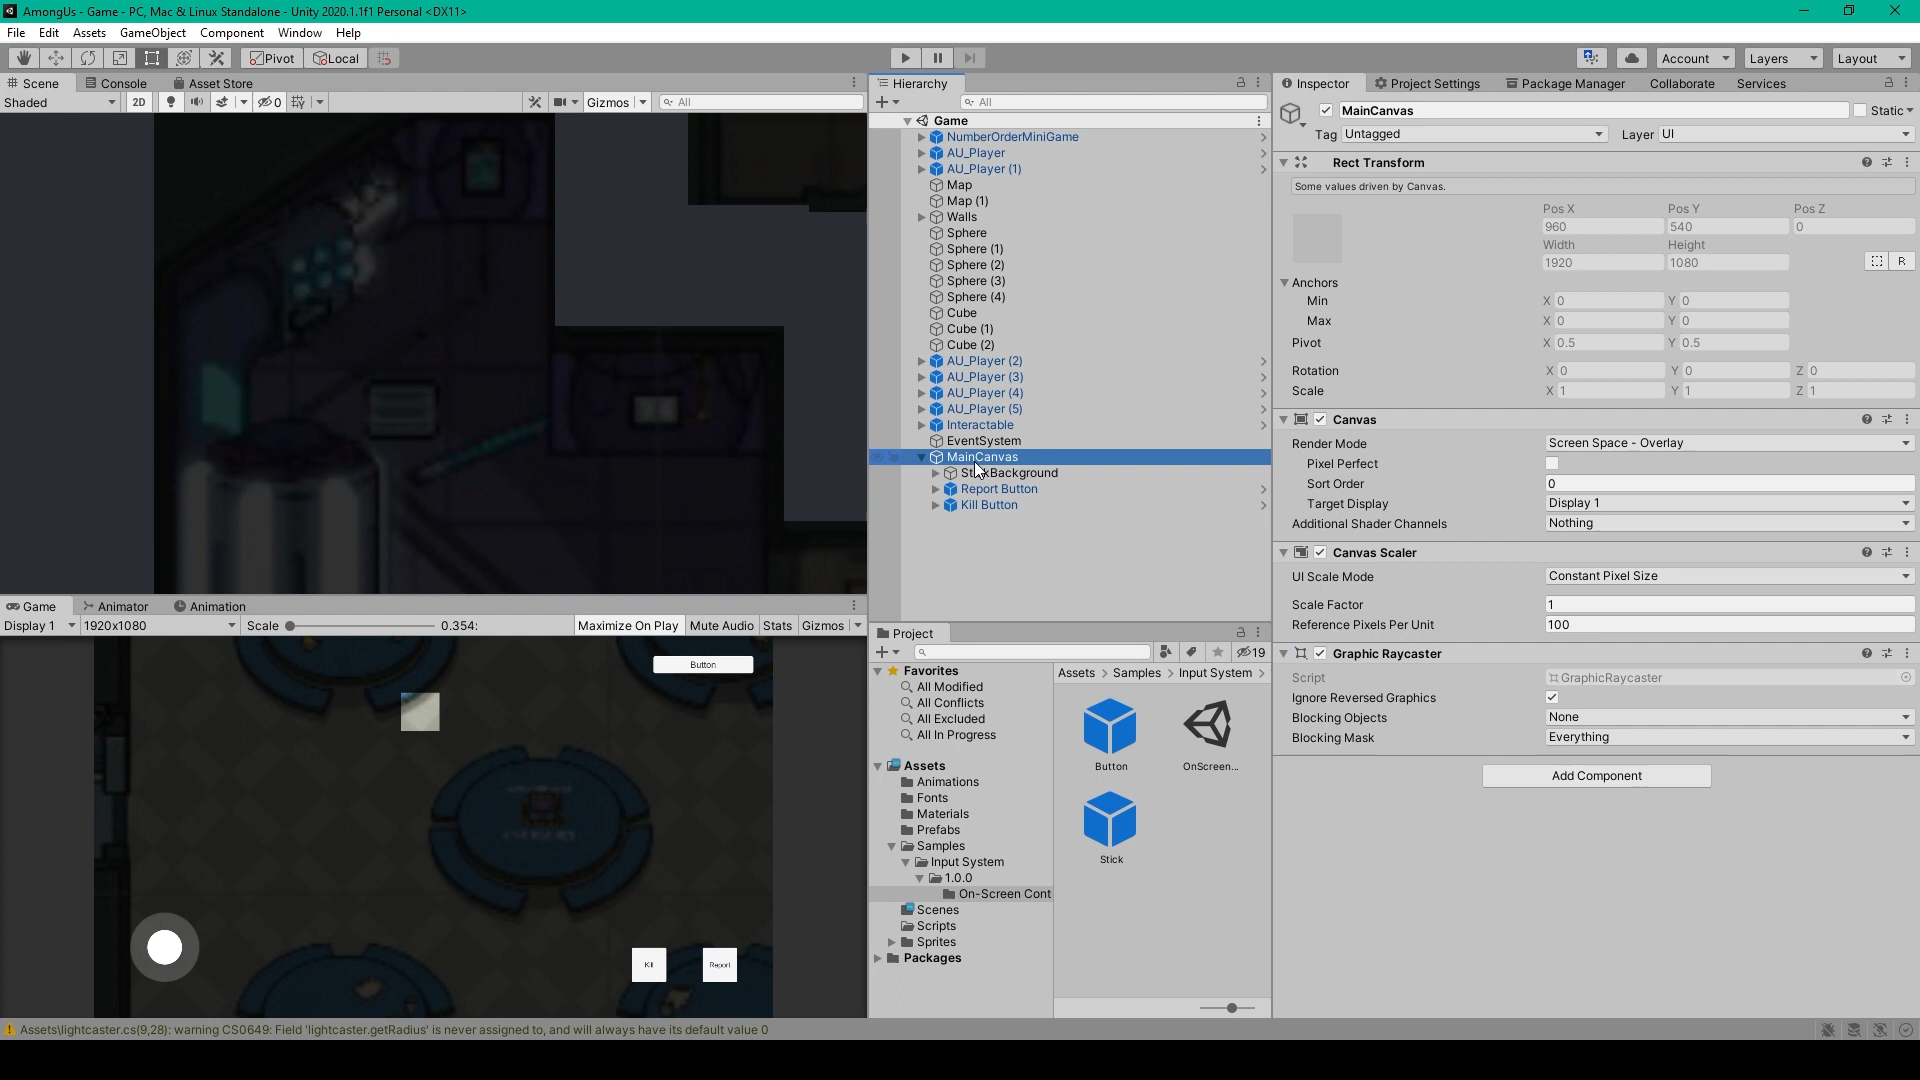 AmongUs - Game - PC, Mac & Linux Standalone - Unity 2020.1.1f1 Personal <DX11>
File Edit Assets GameObject Component Window Help
Pivot Local Account Layers Layout
Scene Console Asset Store
Shaded 2D 0 Gizmos All
Game Animator Animation
Display 1 1920x1080 Scale 0.354: Maximize On Play Mute Audio Stats Gizmos
Button
Kill Report
Hierarchy
All
Game
NumberOrderMiniGame
AU_Player
AU_Player (1)
Map
Map (1)
Walls
Sphere
Sphere (1)
Sphere (2)
Sphere (3)
Sphere (4)
Cube
Cube (1)
Cube (2)
AU_Player (2)
AU_Player (3)
AU_Player (4)
AU_Player (5)
Interactable
EventSystem
MainCanvas
Background
Report Button
Kill Button
Project
19
Favorites
All Modified
All Conflicts
All Excluded
All In Progress
Assets
Animations
Fonts
Materials
Prefabs
Samples
Input System
1.0.0
On-Screen Cont
Scenes
Scripts
Sprites
Packages
Assets > Samples > Input System >
Button OnScreen...
Stick
Inspector Project Settings Package Manager Collaborate Services
MainCanvas Static
Tag Untagged Layer UI
Rect Transform
Some values driven by Canvas.
Pos X Pos Y Pos Z
960 540 0
Width Height
1920 1080 R
Anchors
Min X 0 Y 0
Max X 0 Y 0
Pivot X 0.5 Y 0.5
Rotation X 0 Y 0 Z 0
Scale X 1 Y 1 Z 1
Canvas
Render Mode Screen Space - Overlay
Pixel Perfect
Sort Order 0
Target Display Display 1
Additional Shader Channels Nothing
Canvas Scaler
UI Scale Mode Constant Pixel Size
Scale Factor 1
Reference Pixels Per Unit 100
Graphic Raycaster
Script GraphicRaycaster
Ignore Reversed Graphics
Blocking Objects None
Blocking Mask Everything
Add Component
Assets\lightcaster.cs(9,28): warning CS0649: Field 'lightcaster.getRadius' is never assigned to, and will always have its default value 0